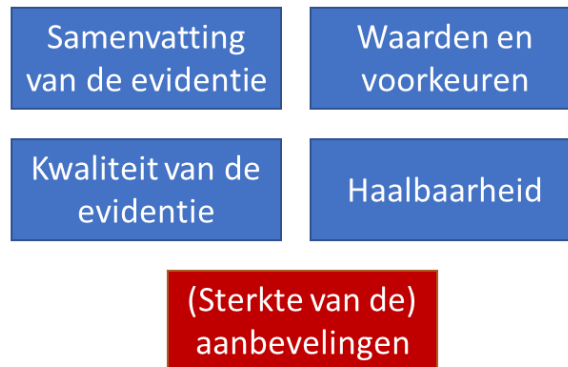 Samenvatting
van de evidentie
Waarden en
voorkeuren
Kwaliteit van de
evidentie
Haalbaarheid
(Sterkte van de)
aanbevelingen